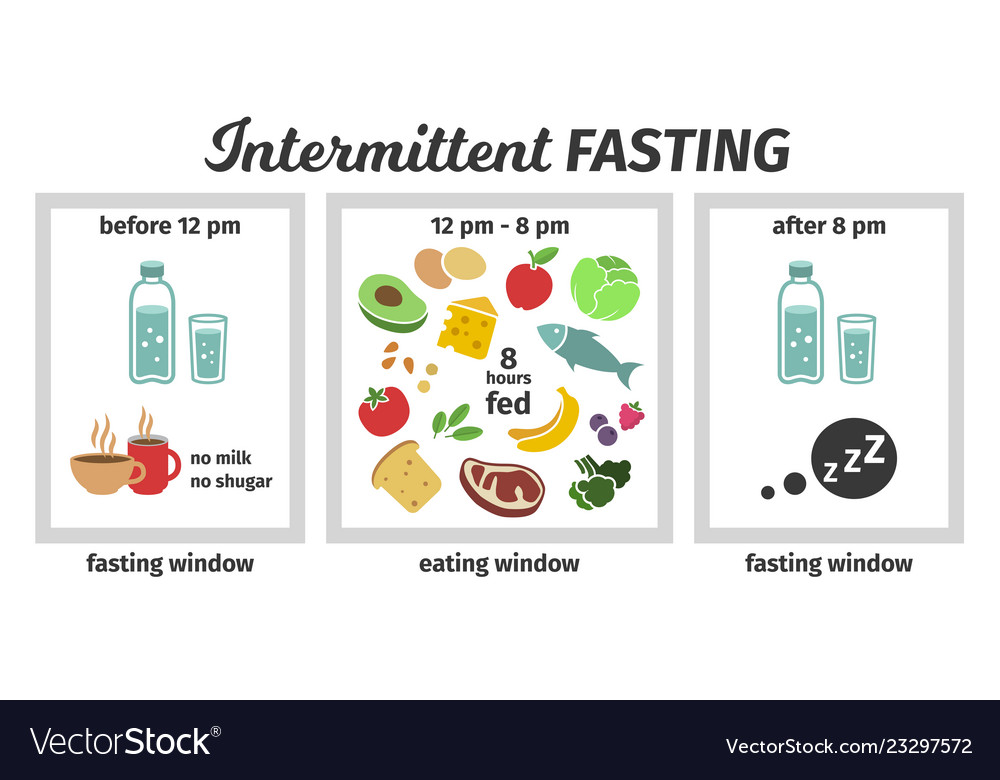 Intermittent FASTING
before 12 pm
no milk
no shugar
fasting window
12 pm - 8 pm
8
hours
fed
eating window
after 8 pm
z z z
fasting window
VectorStock®
VectorStock.com/23297572